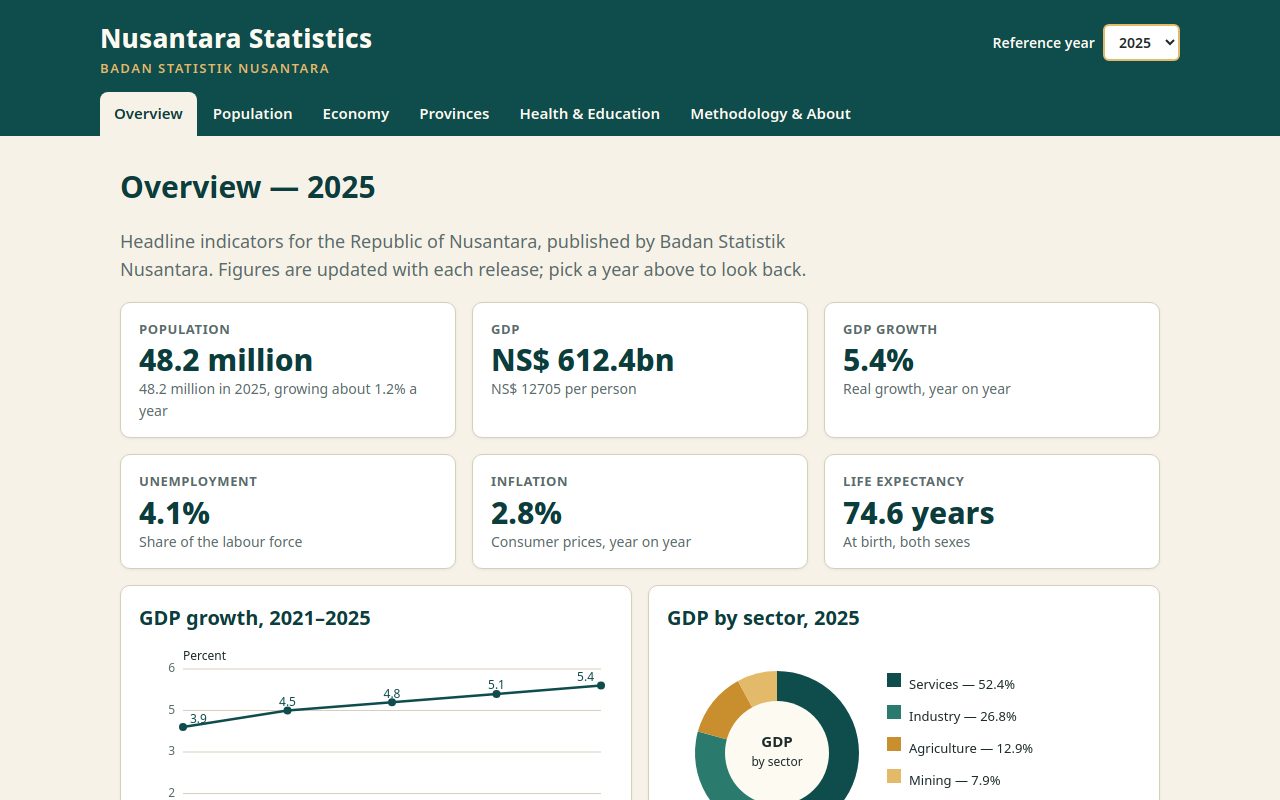 Nusantara Statistics
BADAN STATISTIK NUSANTARA
Reference year 2025
Overview Population Economy Provinces Health & Education Methodology & About
Overview — 2025
Headline indicators for the Republic of Nusantara, published by Badan Statistik
Nusantara. Figures are updated with each release; pick a year above to look back.
POPULATION
48.2 million
48.2 million in 2025, growing about 1.2% a
year
GDP
NS$ 612.4bn
NS$ 12705 per person
GDP GROWTH
5.4%
Real growth, year on year
UNEMPLOYMENT
4.1%
Share of the labour force
INFLATION
2.8%
Consumer prices, year on year
LIFE EXPECTANCY
74.6 years
At birth, both sexes
GDP growth, 2021–2025
Percent
6
5
3
2
3.9
4.5
4.8
5.1
5.4
GDP by sector, 2025
GDP
by sector
Services — 52.4%
Industry — 26.8%
Agriculture — 12.9%
Mining — 7.9%